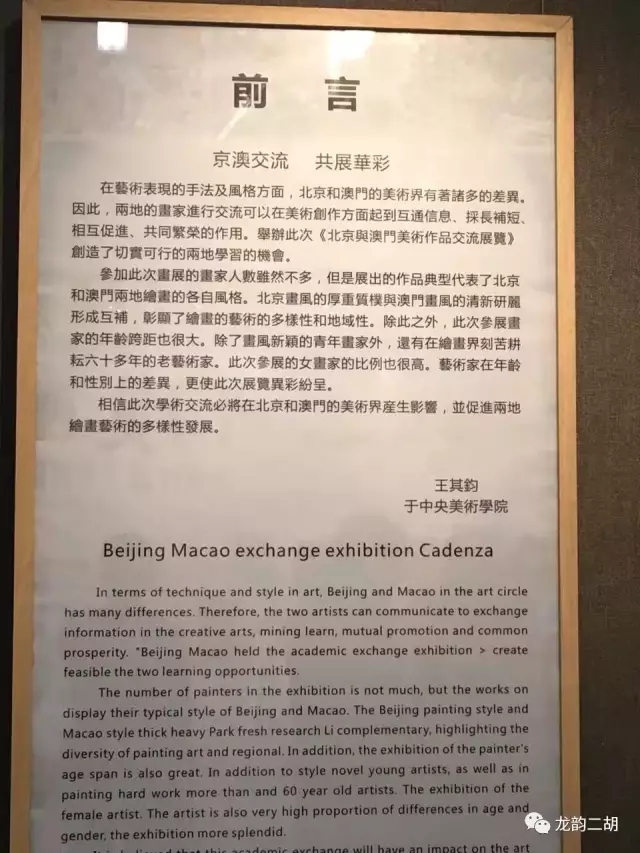 前 言
京澳交流 共展華彩
在藝術表現的手法及風格方面，北京和澳門的美術界有著諸多的差異。
因此，兩地的畫家進行交流可以在美術創作方面起到互通信息、採長補短、
相互促進、共同繁榮的作用。舉辦此次《北京與澳門美術作品交流展覽》
創造了切實可行的兩地學習的機會。
參加此次畫展的畫家人數雖然不多，但是展出的作品典型代表了北京
和澳門兩地繪畫的各自風格。北京畫風的厚重質樸與澳門畫風的清新研麗
形成互補，彰顯了繪畫的藝術的多樣性和地域性。除此之外，此次參展畫
家的年齡跨距也很大。除了畫風新穎的青年畫家外，還有在繪畫界刻苦耕
耘六十多年的老藝術家。此次參展的女畫家的比例也很高。藝術家在年齡
和性別上的差異，更使此次展覽異彩紛呈。
相信此次學術交流必將在北京和澳門的美術界産生影響，並促進兩地
繪畫藝術的多樣性發展。
王其鈞
于中央美術學院
Beijing Macao exchange exhibition Cadenza
In terms of technique and style in art, Beijing and Macao in the art circle
has many differences. Therefore, the two artists can communicate to exchange
information in the creative arts, mining learn, mutual promotion and common
prosperity. "Beijing Macao held the academic exchange exhibition > create
feasible the two learning opportunities.
The number of painters in the exhibition is not much, but the works on
display their typical style of Beijing and Macao. The Beijing painting style and
Macao style thick heavy Park fresh research Li complementary, highlighting the
diversity of painting art and regional. In addition, the exhibition of the painter's
age span is also great. In addition to style novel young artists, as well as in
painting hard work more than and 60 year old artists. The exhibition of the
female artist. The artist is also very high proportion of differences in age and
gender, the exhibition more splendid.
It is believed that this academic exchange will have an impact on the art
龙韵二胡